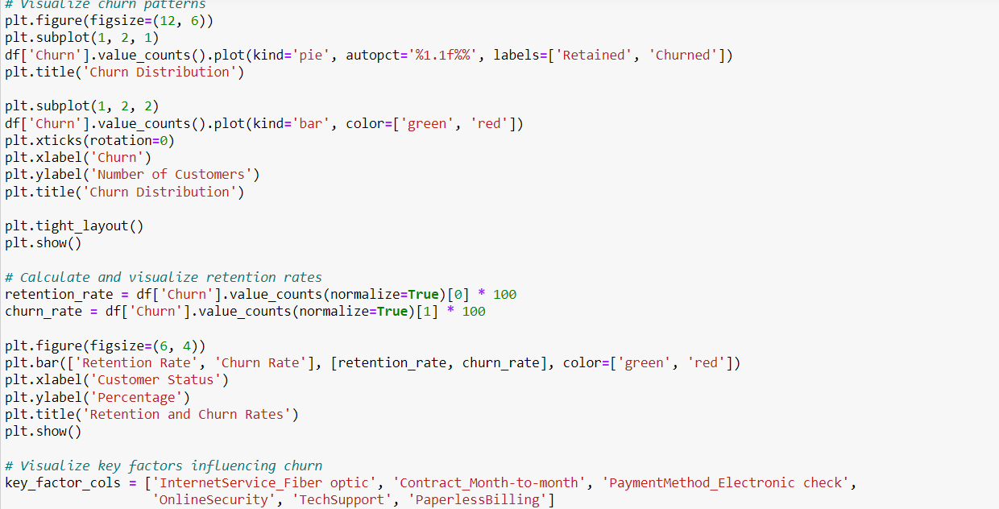 # Visualize churn patterns
plt.figure(figsize=(12, 6))
plt.subplot(1, 2, 1)
df['Churn'].value_counts().plot(kind='pie', autopct='%1.1f%%', labels=['Retained', 'Churned'])
plt.title('Churn Distribution')

plt.subplot(1, 2, 2)
df['Churn'].value_counts().plot(kind='bar', color=['green', 'red'])
plt.xticks(rotation=0)
plt.xlabel('Churn')
plt.ylabel('Number of Customers')
plt.title('Churn Distribution')

plt.tight_layout()
plt.show()

# Calculate and visualize retention rates
retention_rate = df['Churn'].value_counts(normalize=True)[0] * 100
churn_rate = df['Churn'].value_counts(normalize=True)[1] * 100

plt.figure(figsize=(6, 4))
plt.bar(['Retention Rate', 'Churn Rate'], [retention_rate, churn_rate], color=['green', 'red'])
plt.xlabel('Customer Status')
plt.ylabel('Percentage')
plt.title('Retention and Churn Rates')
plt.show()

# Visualize key factors influencing churn
key_factor_cols = ['InternetService_Fiber optic', 'Contract_Month-to-month', 'PaymentMethod_Electronic check',
                   'OnlineSecurity', 'TechSupport', 'PaperlessBilling']